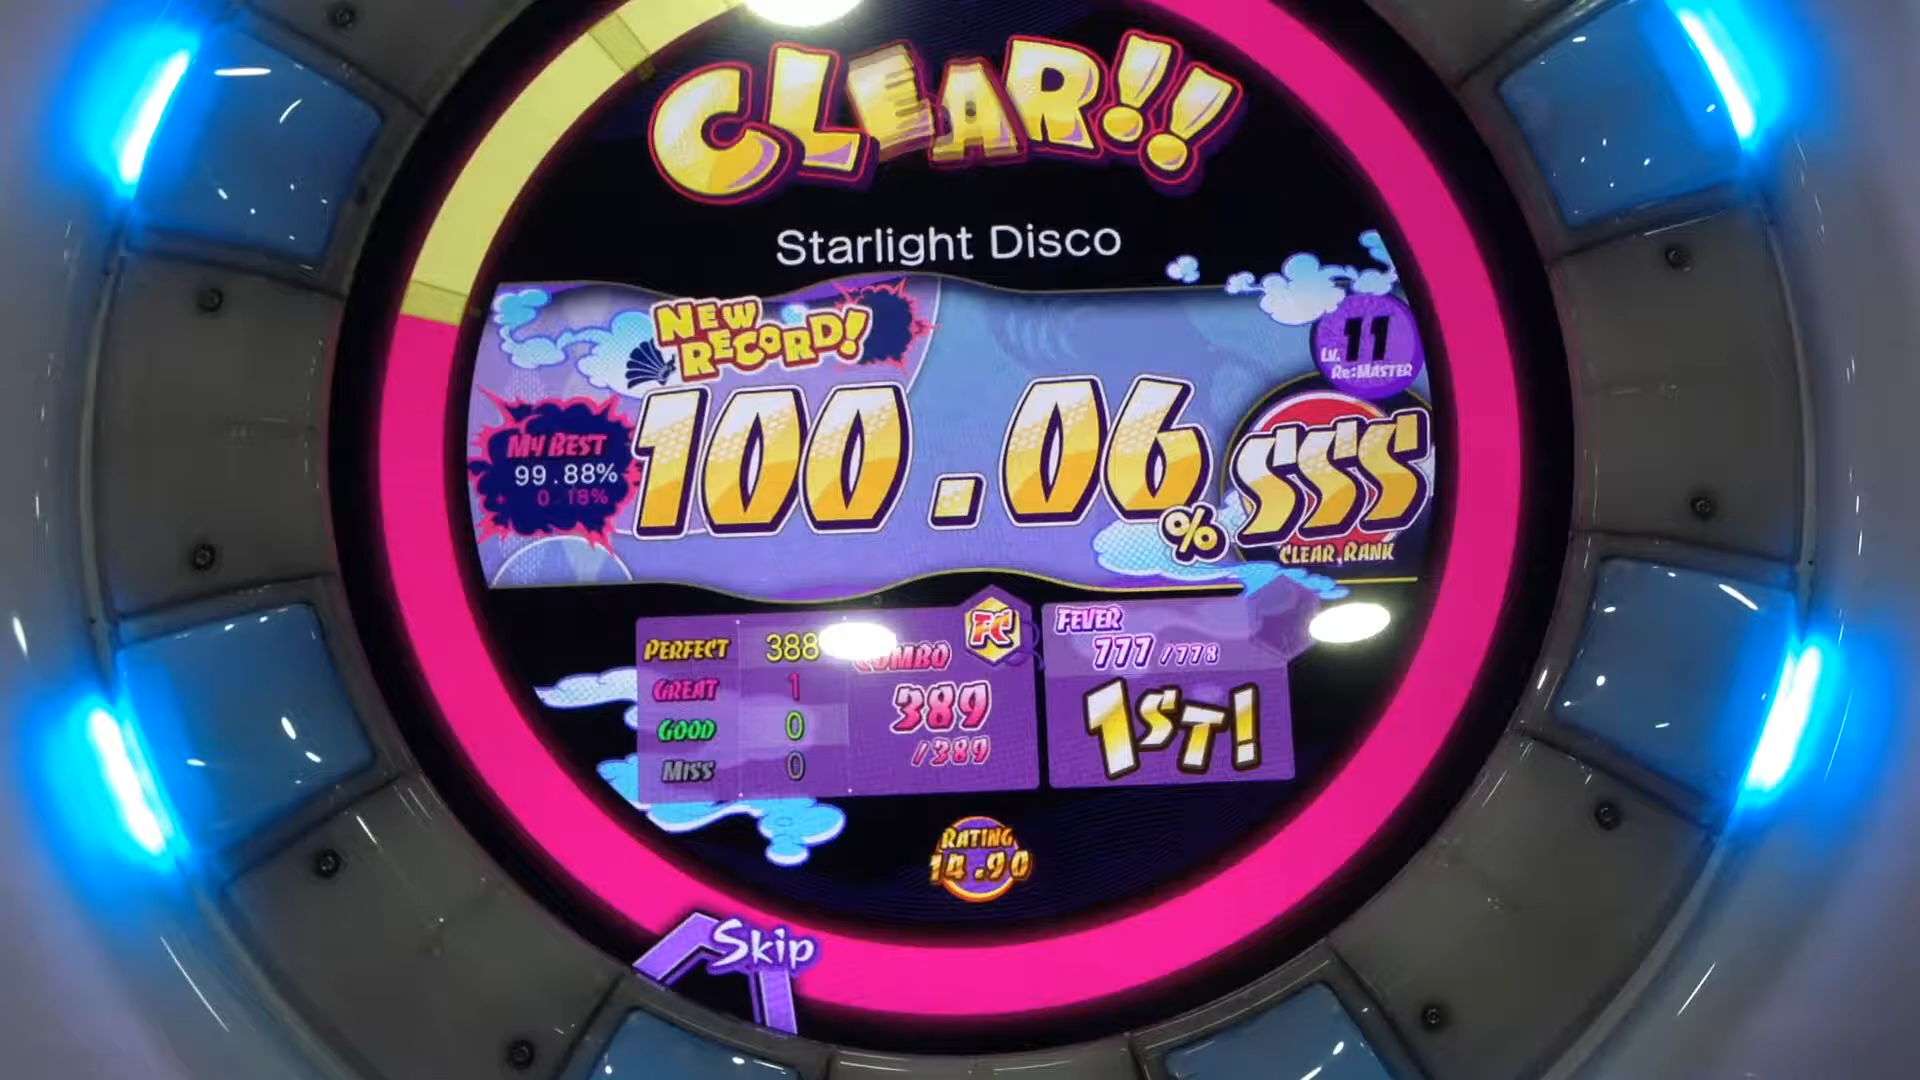 CLEAR!!
Starlight Disco
NEW RECORD!
LV. 11
Re:MASTER
MY BEST
99.88%
+ 0.18%
100.06%
SSS
CLEAR RANK
PERFECT 388
GREAT 1
GOOD 0
MISS 0
COMBO
FC
389
/389
FEVER
777/778
1ST!
RATING
14.90
Skip